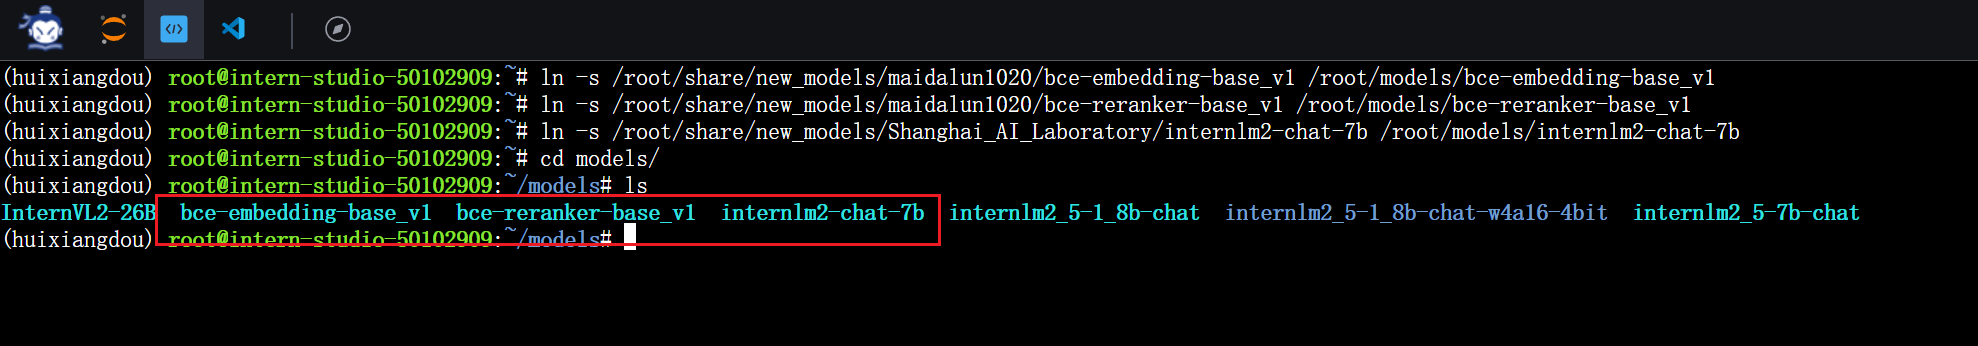 (huixiangdou) root@intern-studio-50102909:~# ln -s /root/share/new_models/maidalun1020/bce-embedding-base_v1 /root/models/bce-embedding-base_v1
(huixiangdou) root@intern-studio-50102909:~# ln -s /root/share/new_models/maidalun1020/bce-reranker-base_v1 /root/models/bce-reranker-base_v1
(huixiangdou) root@intern-studio-50102909:~# ln -s /root/share/new_models/Shanghai_AI_Laboratory/internlm2-chat-7b /root/models/internlm2-chat-7b
(huixiangdou) root@intern-studio-50102909:~# cd models/
(huixiangdou) root@intern-studio-50102909:~/models# ls
InternVL2-26B  bce-embedding-base_v1  bce-reranker-base_v1  internlm2-chat-7b  internlm2_5-1_8b-chat  internlm2_5-1_8b-chat-w4a16-4bit  internlm2_5-7b-chat
(huixiangdou) root@intern-studio-50102909:~/models#